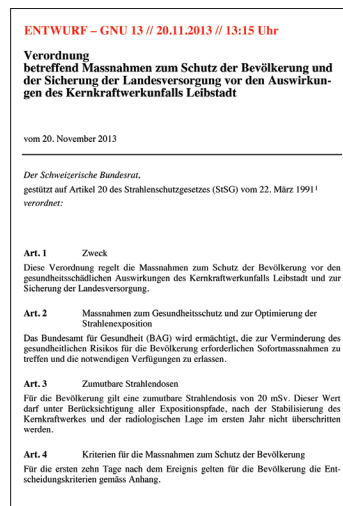 ENTWURF – GNU 13 // 20.11.2013 // 13:15 Uhr
Verordnung
betreffend Massnahmen zum Schutz der Bevölkerung und
der Sicherung der Landesversorgung vor den Auswirkun-
gen des Kernkraftwerkunfalls Leibstadt
vom 20. November 2013
Der Schweizerische Bundesrat,
gestützt auf Artikel 20 des Strahlenschutzgesetzes (StSG) vom 22. März 1991¹
verordnet:
Art. 1 Zweck
Diese Verordnung regelt die Massnahmen zum Schutz der Bevölkerung vor den
gesundheitsschädlichen Auswirkungen des Kernkraftwerkunfalls Leibstadt und zur
Sicherung der Landesversorgung.
Art. 2 Massnahmen zum Gesundheitsschutz und zur Optimierung der
Strahlenexposition
Das Bundesamt für Gesundheit (BAG) wird ermächtigt, die zur Verminderung des
gesundheitlichen Risikos für die Bevölkerung erforderlichen Sofortmassnahmen zu
treffen und die notwendigen Verfügungen zu erlassen.
Art. 3 Zumutbare Strahlendosen
Für die Bevölkerung gilt eine zumutbare Strahlendosis von 20 mSv. Dieser Wert
darf unter Berücksichtigung aller Expositionspfade, nach der Stabilisierung des
Kernkraftwerkes und der radiologischen Lage im ersten Jahr nicht überschritten
werden.
Art. 4 Kriterien für die Massnahmen zum Schutz der Bevölkerung
Für die ersten zehn Tage nach dem Ereignis gelten für die Bevölkerung die Ent-
scheidungskriterien gemäss Anhang.